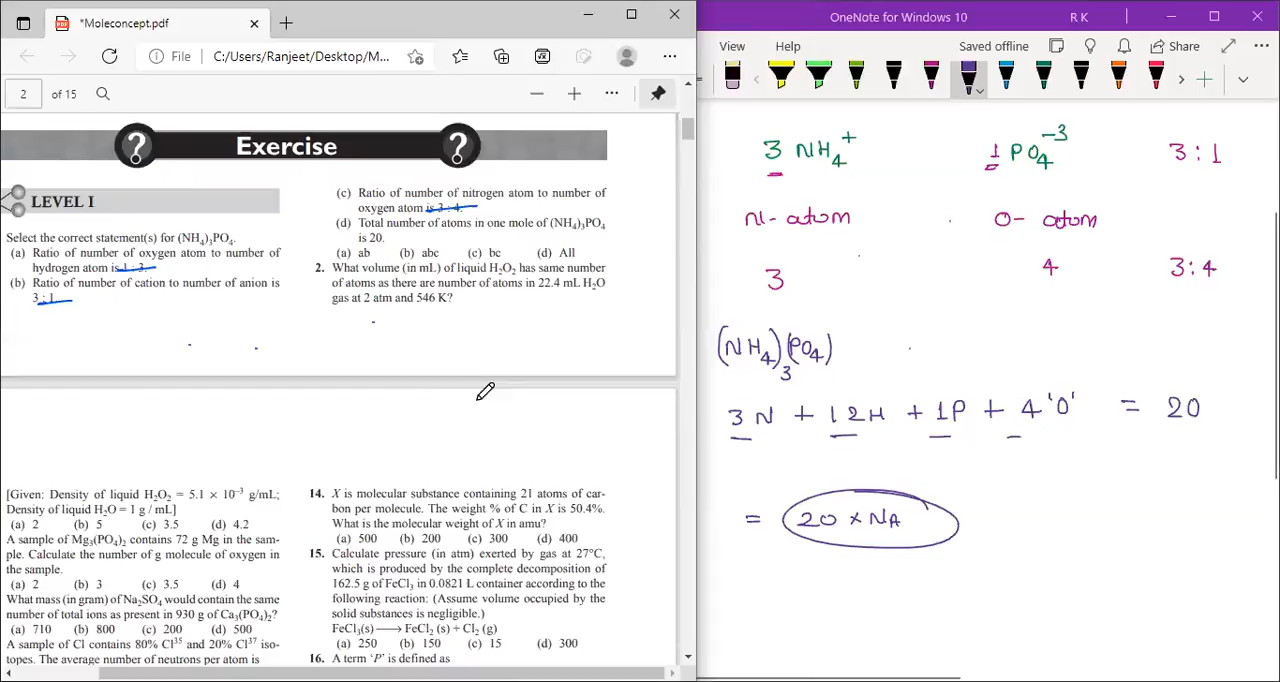 *Moleconcept.pdf
File
C:/Users/Ranjeet/Desktop/M...
2 of 15
Exercise
LEVEL I
Select the correct statement(s) for (NH₄)₃PO₄.
(a) Ratio of number of oxygen atom to number of
hydrogen atom is 1 : 3.
(b) Ratio of number of cation to number of anion is
3 : 1
(c) Ratio of number of nitrogen atom to number of
oxygen atom is 3 : 4.
(d) Total number of atoms in one mole of (NH₄)₃PO₄
is 20.
(a) ab (b) abc (c) bc (d) All
2. What volume (in mL) of liquid H₂O₂ has same number
of atoms as there are number of atoms in 22.4 mL H₂O
gas at 2 atm and 546 K?
[Given: Density of liquid H₂O₂ = 5.1 × 10⁻³ g/mL;
Density of liquid H₂O = 1 g / mL]
(a) 2 (b) 5 (c) 3.5 (d) 4.2
A sample of Mg₃(PO₄)₂ contains 72 g Mg in the sam-
ple. Calculate the number of g molecule of oxygen in
the sample.
(a) 2 (b) 3 (c) 3.5 (d) 4
What mass (in gram) of Na₂SO₄ would contain the same
number of total ions as present in 930 g of Ca₃(PO₄)₂?
(a) 710 (b) 800 (c) 200 (d) 500
A sample of Cl contains 80% Cl³⁵ and 20% Cl³⁷ iso-
topes. The average number of neutrons per atom is
14. X is molecular substance containing 21 atoms of car-
bon per molecule. The weight % of C in X is 50.4%.
What is the molecular weight of X in amu?
(a) 500 (b) 200 (c) 300 (d) 400
15. Calculate pressure (in atm) exerted by gas at 27°C,
which is produced by the complete decomposition of
162.5 g of FeCl₃ in 0.0821 L container according to the
following reaction: (Assume volume occupied by the
solid substances is negligible.)
FeCl₃(s) ⟶ FeCl₂ (s) + Cl₂ (g)
(a) 250 (b) 150 (c) 15 (d) 300
16. A term ‘P’ is defined as
OneNote for Windows 10
R K
View Help Saved offline Share
3 NH₄⁺ 1 PO₄⁻³ 3 : 1
N- atom O- atom
3 4 3 : 4
(NH₄)₃(PO₄)
3N + 12H + 1P + 4 'O' = 20
= 20 × NA